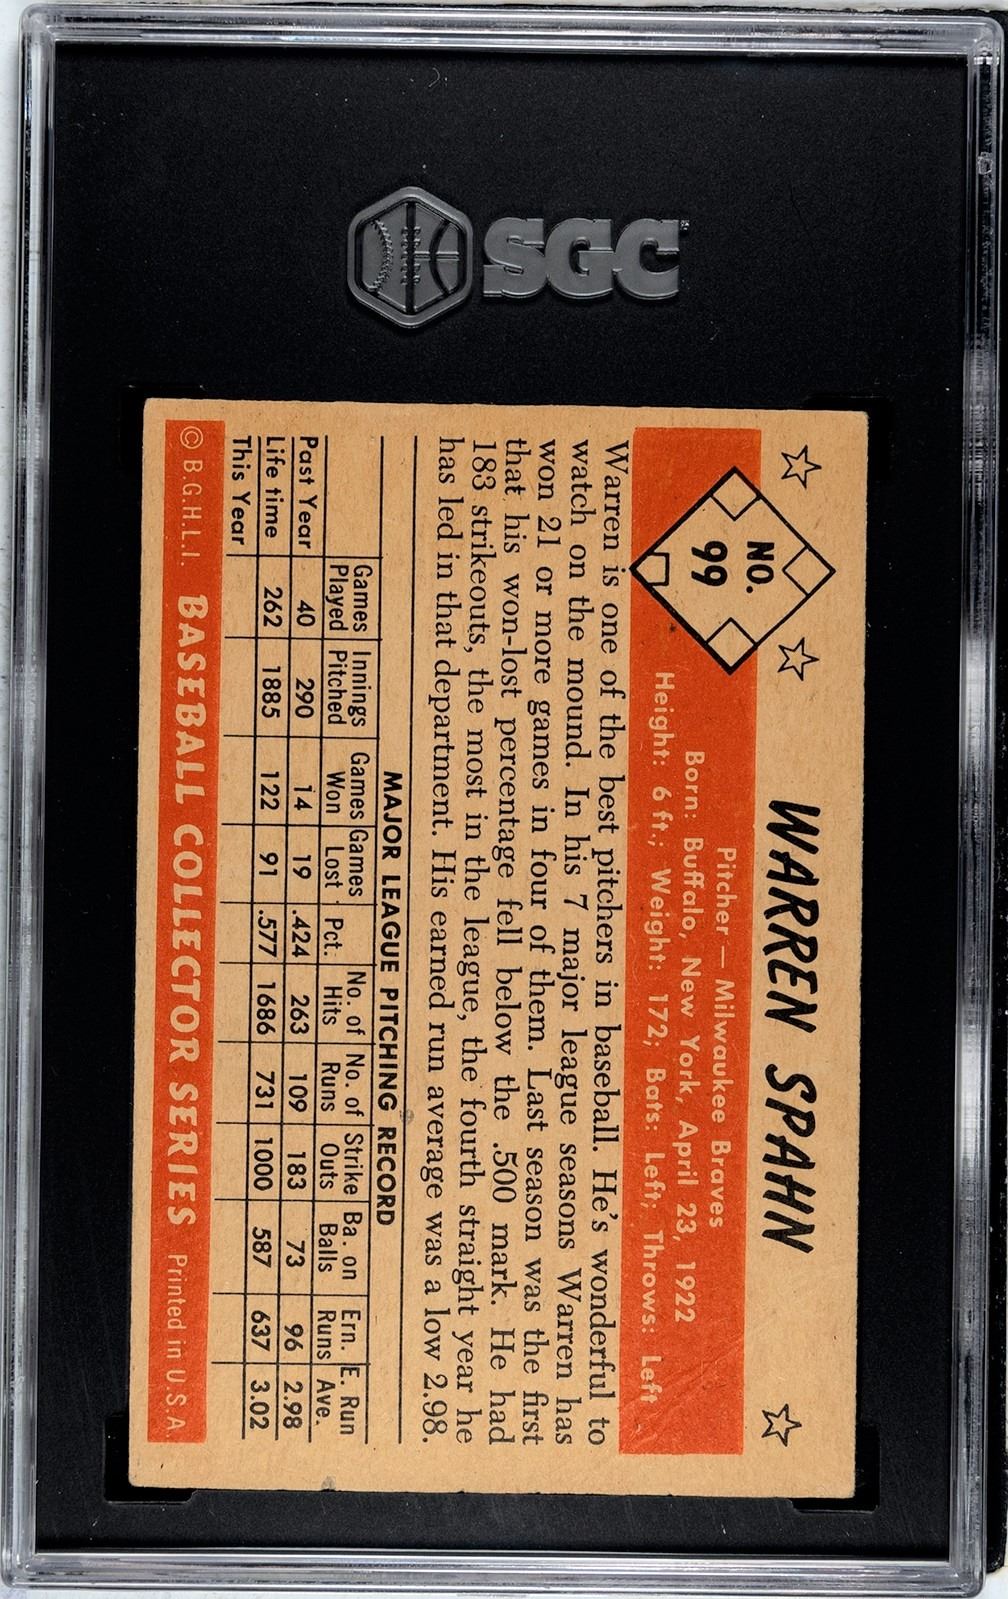 SGC
NO.
99
WARREN SPAHN
Pitcher — Milwaukee Braves
Born: Buffalo, New York, April 23, 1922
Height: 6 ft.; Weight: 172; Bats: Left; Throws: Left
Warren is one of the best pitchers in baseball. He's wonderful to
watch on the mound. In his 7 major league seasons Warren has
won 21 or more games in four of them. Last season was the first
that his won-lost percentage fell below the .500 mark. He had
183 strikeouts, the most in the league, the fourth straight year he
has led in that department. His earned run average was a low 2.98.
MAJOR LEAGUE PITCHING RECORD
Games Innings Games Games No. of No. of Strike Ba. on Ern. E. Run
Played Pitched Won Lost Pct. Hits Runs Outs Balls Runs Ave.
Past Year 40 290 14 19 .424 263 109 183 73 96 2.98
Life time 262 1885 122 91 .577 1686 731 1000 587 637 3.02
This Year
© B.G.H.L.I. BASEBALL COLLECTOR SERIES Printed in U.S.A.